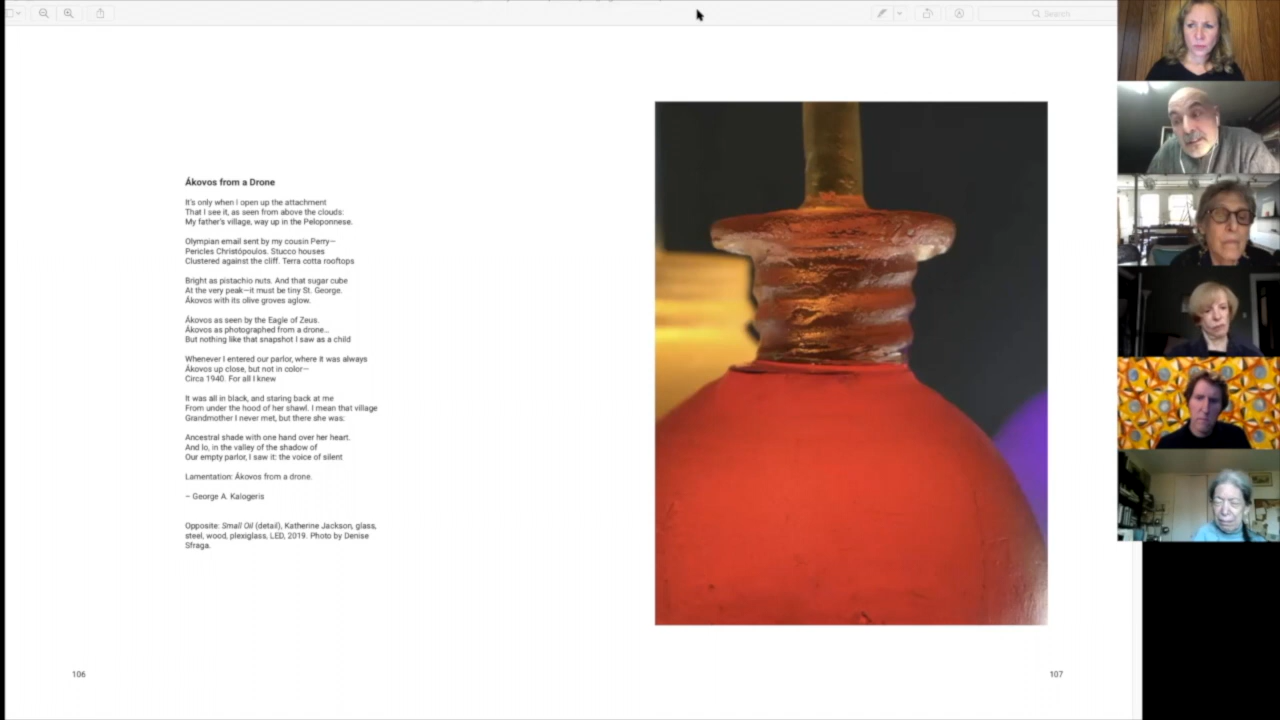 Search
Ákovos from a Drone
It's only when I open up the attachment
That I see it, as seen from above the clouds:
My father's village, way up in the Peloponnese.
Olympian email sent by my cousin Perry—
Pericles Christópoulos. Stucco houses
Clustered against the cliff. Terra cotta rooftops
Bright as pistachio nuts. And that sugar cube
At the very peak—it must be tiny St. George.
Ákovos with its olive groves aglow.
Ákovos as seen by the Eagle of Zeus.
Ákovos as photographed from a drone...
But nothing like that snapshot I saw as a child
Whenever I entered our parlor, where it was always
Ákovos up close, but not in color—
Circa 1940. For all I knew
It was all in black, and staring back at me
From under the hood of her shawl. I mean that village
Grandmother I never met, but there she was:
Ancestral shade with one hand over her heart.
And lo, in the valley of the shadow of
Our empty parlor, I saw it: the voice of silent
Lamentation: Ákovos from a drone.
– George A. Kalogeris
Opposite: Small Oil (detail), Katherine Jackson, glass,
steel, wood, plexiglass, LED, 2019. Photo by Denise
Sfraga.
106
107